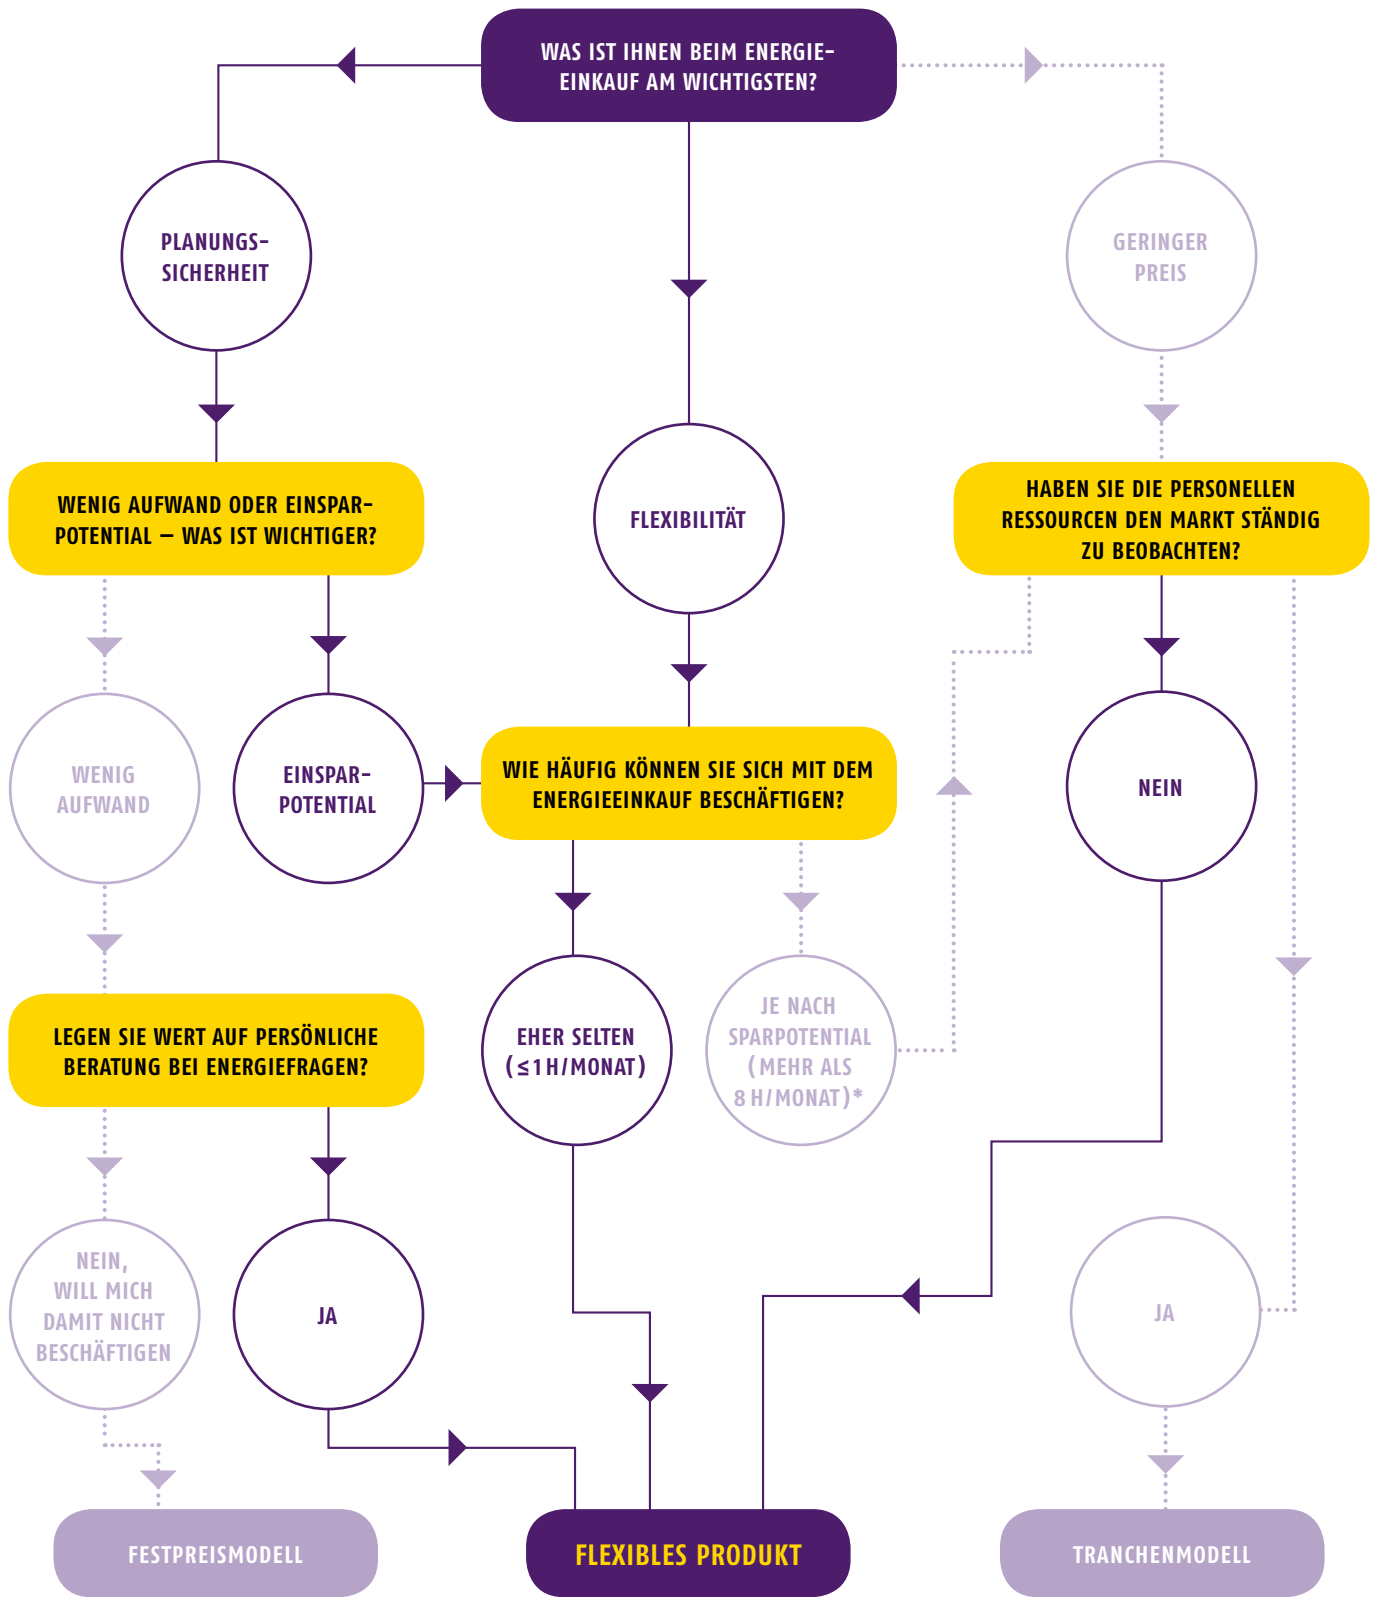 WAS IST IHNEN BEIM ENERGIE-
EINKAUF AM WICHTIGSTEN?
PLANUNGS-
SICHERHEIT
GERINGER
PREIS
WENIG AUFWAND ODER EINSPAR-
POTENTIAL – WAS IST WICHTIGER?
FLEXIBILITÄT
HABEN SIE DIE PERSONELLEN
RESSOURCEN DEN MARKT STÄNDIG
ZU BEOBACHTEN?
WENIG
AUFWAND
EINSPAR-
POTENTIAL
WIE HÄUFIG KÖNNEN SIE SICH MIT DEM
ENERGIEEINKAUF BESCHÄFTIGEN?
NEIN
LEGEN SIE WERT AUF PERSÖNLICHE
BERATUNG BEI ENERGIEFRAGEN?
EHER SELTEN
(≤1H/MONAT)
JE NACH
SPARPOTENTIAL
(MEHR ALS
8 H/MONAT)*
NEIN,
WILL MICH
DAMIT NICHT
BESCHÄFTIGEN
JA
JA
FESTPREISMODELL
FLEXIBLES PRODUKT
TRANCHENMODELL